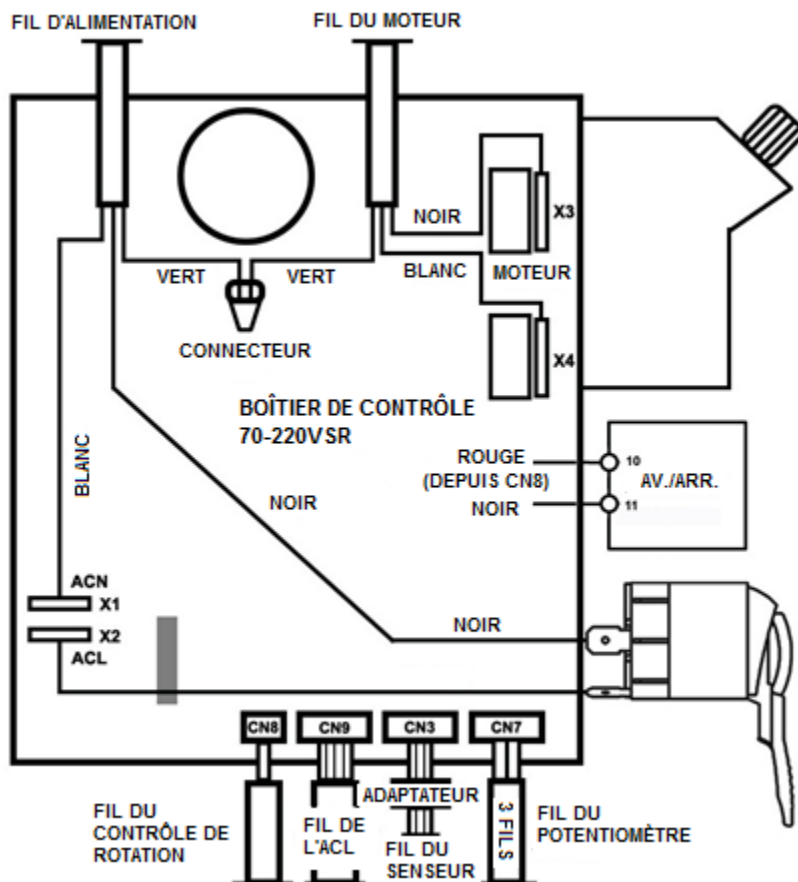 FIL D'ALIMENTATION
FIL DU MOTEUR
NOIR
X3
VERT
VERT
BLANC
MOTEUR
CONNECTEUR
X4
BOÎTIER DE CONTRÔLE
70-220VSR
BLANC
ROUGE
(DEPUIS CN8)
10
AV./ARR.
NOIR
NOIR
11
ACN
X1
X2
ACL
NOIR
CN8
CN9
CN3
CN7
ADAPTATEUR
FIL DU
CONTRÔLE DE
ROTATION
FIL DE
L'ACL
FIL DU
SENSEUR
3 FILS
FIL DU
POTENTIOMÈTRE